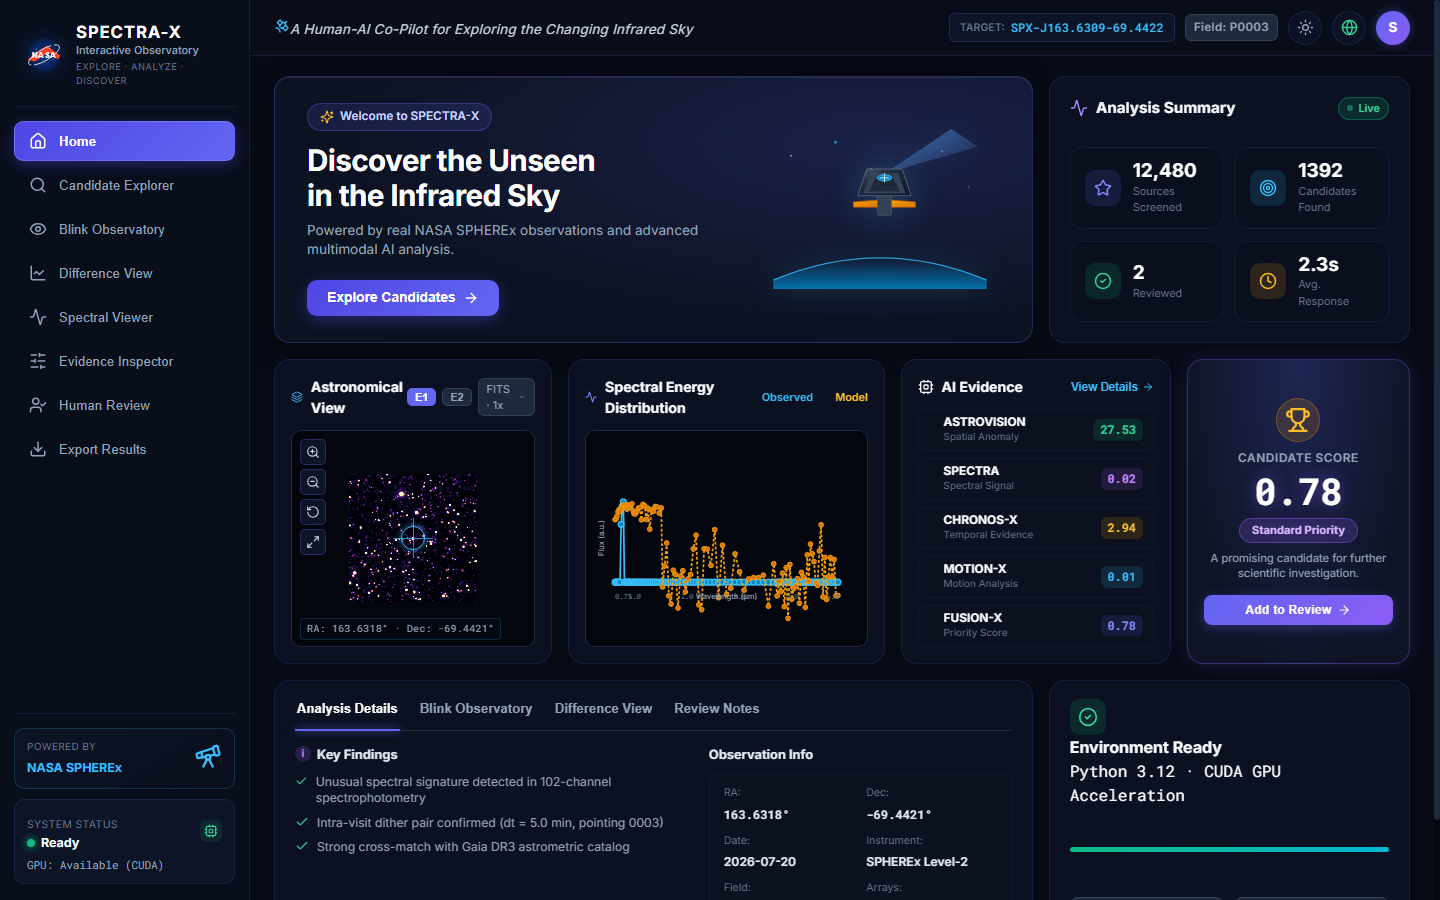 SPECTRA-X
Interactive Observatory
EXPLORE · ANALYZE ·
DISCOVER
NASA
Home
Candidate Explorer
Blink Observatory
Difference View
Spectral Viewer
Evidence Inspector
Human Review
Export Results
POWERED BY
NASA SPHEREx
SYSTEM STATUS
Ready
GPU: Available (CUDA)
A Human-AI Co-Pilot for Exploring the Changing Infrared Sky
TARGET: SPX-J163.6309-69.4422
Field: P0003
S
Welcome to SPECTRA-X
Discover the Unseen
in the Infrared Sky
Powered by real NASA SPHEREx observations and advanced
multimodal AI analysis.
Explore Candidates
Analysis Summary
Live
12,480
Sources
Screened
1392
Candidates
Found
2
Reviewed
2.3s
Avg.
Response
Astronomical
View
E1
E2
FITS
· 1x
RA: 163.6318° · Dec: -69.4421°
Spectral Energy
Distribution
Observed
Model
Flux (a.u.)
0.75
1.0
2.0
Wavelength (μm)
AI Evidence
View Details
ASTROVISION
Spatial Anomaly
27.53
SPECTRA
Spectral Signal
0.02
CHRONOS-X
Temporal Evidence
2.94
MOTION-X
Motion Analysis
0.01
FUSION-X
Priority Score
0.78
CANDIDATE SCORE
0.78
Standard Priority
A promising candidate for further
scientific investigation.
Add to Review
Analysis Details
Blink Observatory
Difference View
Review Notes
i
Key Findings
Unusual spectral signature detected in 102-channel
spectrophotometry
Intra-visit dither pair confirmed (dt = 5.0 min, pointing 0003)
Strong cross-match with Gaia DR3 astrometric catalog
Observation Info
RA:
163.6318°
Dec:
-69.4421°
Date:
2026-07-20
Instrument:
SPHEREx Level-2
Field:
Arrays:
Environment Ready
Python 3.12 · CUDA GPU
Acceleration